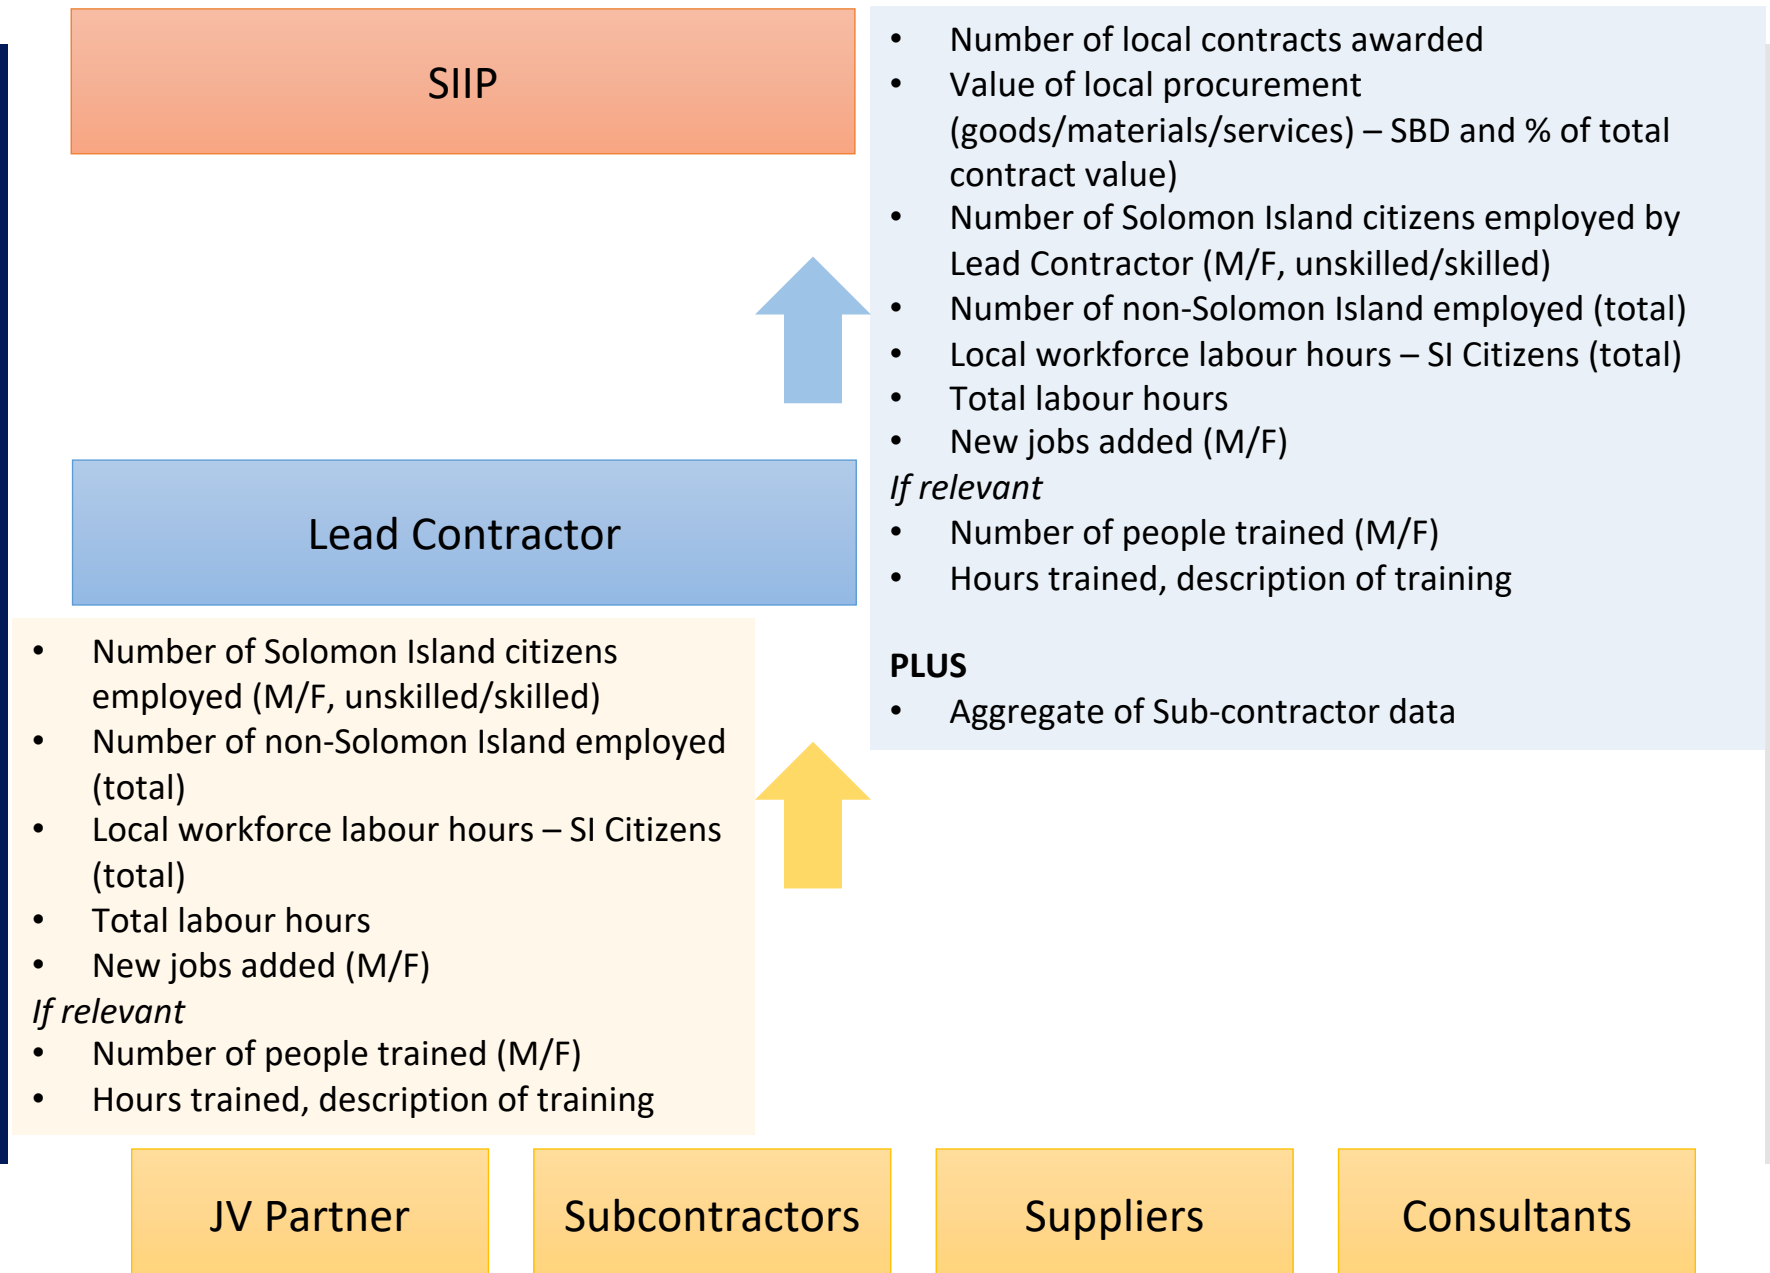 SIIP
• Number of local contracts awarded
• Value of local procurement
(goods/materials/services) – SBD and % of total
contract value)
• Number of Solomon Island citizens employed by
Lead Contractor (M/F, unskilled/skilled)
• Number of non-Solomon Island employed (total)
• Local workforce labour hours – SI Citizens (total)
• Total labour hours
• New jobs added (M/F)
If relevant
• Number of people trained (M/F)
• Hours trained, description of training
PLUS
• Aggregate of Sub-contractor data
Lead Contractor
• Number of Solomon Island citizens
employed (M/F, unskilled/skilled)
• Number of non-Solomon Island employed
(total)
• Local workforce labour hours – SI Citizens
(total)
• Total labour hours
• New jobs added (M/F)
If relevant
• Number of people trained (M/F)
• Hours trained, description of training
JV Partner
Subcontractors
Suppliers
Consultants